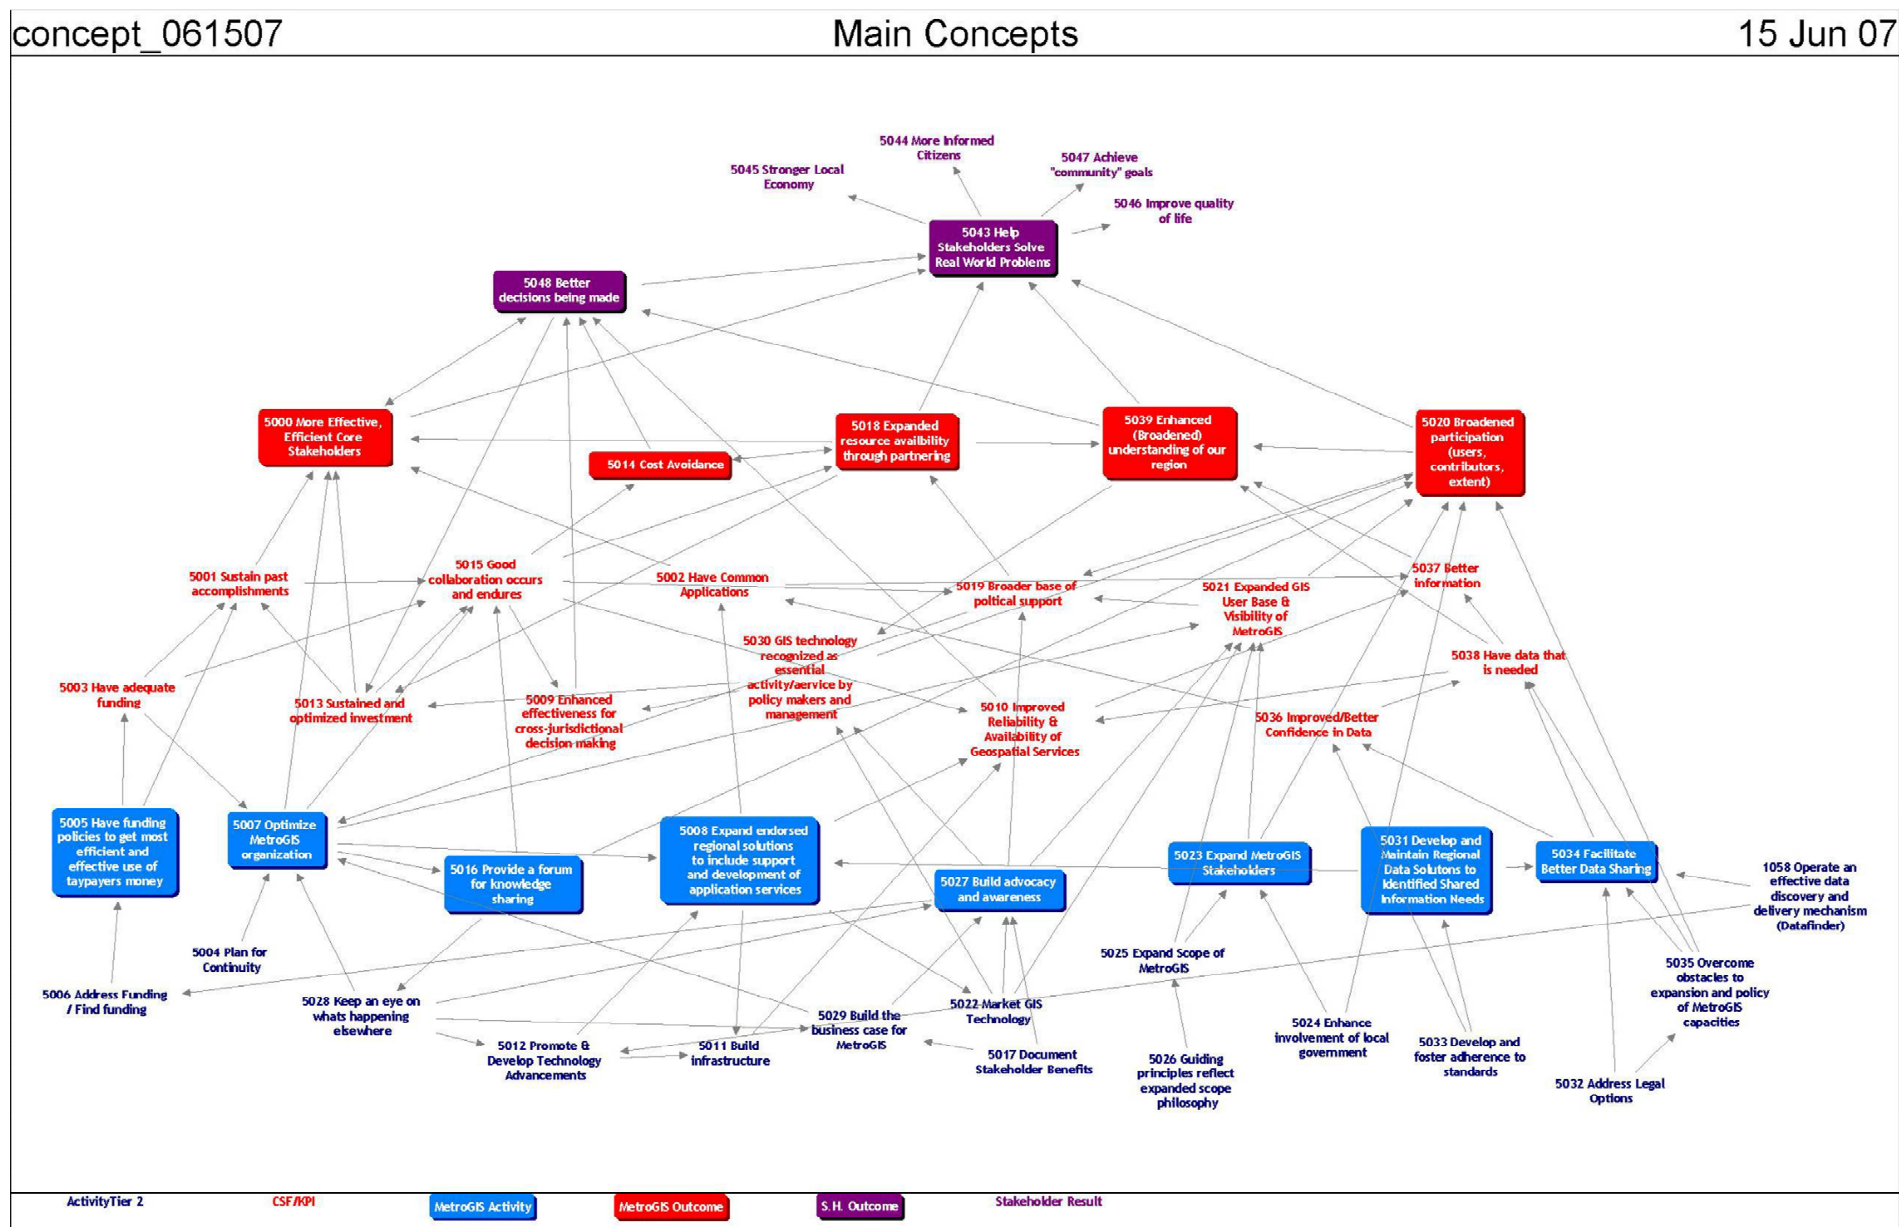 concept_061507
Main Concepts
15 Jun 07
5044 More Informed
Citizens
5047 Achieve
"community" goals
5045 Stronger Local
Economy
5046 Improve quality
of life
5043 Help
Stakeholders Solve
Real World Problems
5048 Better
decisions being made
5000 More Effective,
Efficient Core
Stakeholders
5014 Cost Avoidance
5018 Expanded
resource availbility
through partnering
5039 Enhanced
(Broadened)
understanding of our
region
5020 Broadened
participation
(users,
contributors,
extent)
5001 Sustain past
accomplishments
5015 Good
collaboration occurs
and endures
5002 Have Common
Applications
5019 Broader base of
poltical support
5021 Expanded GIS
User Base &
Visibility of
MetroGIS
5037 Better
information
5030 GIS technology
recognized as
essential
activity/aervice by
policy makers and
management
5038 Have data that
is needed
5003 Have adequate
funding
5013 Sustained and
optimized investment
5009 Enhanced
effectiveness for
cross-jurisdictional
decision making
5010 Improved
Reliability &
Availability of
Geospatial Services
5036 Improved/Better
Confidence in Data
5005 Have funding
policies to get most
efficient and
effective use of
taypayers money
5007 Optimize
MetroGIS
organization
5016 Provide a forum
for knowledge
sharing
5008 Expand endorsed
regional solutions
to include support
and development of
application services
5027 Build advocacy
and awareness
5023 Expand MetroGIS
Stakeholders
5031 Develop and
Maintain Regional
Data Solutons to
Identified Shared
Information Needs
5034 Facilitate
Better Data Sharing
1058 Operate an
effective data
discovery and
delivery mechanism
(Datafinder)
5004 Plan for
Continuity
5025 Expand Scope of
MetroGIS
5035 Overcome
obstacles to
expansion and policy
of MetroGIS
capacities
5006 Address Funding
/ Find funding
5028 Keep an eye on
whats happening
elsewhere
5029 Build the
business case for
MetroGIS
5022 Market GIS
Technology
5024 Enhance
involvement of local
government
5012 Promote &
Develop Technology
Advancements
5011 Build
infrastructure
5017 Document
Stakeholder Benefits
5026 Guiding
principles reflect
expanded scope
philosophy
5033 Develop and
foster adherence to
standards
5032 Address Legal
Options
ActivityTier 2
CSF/KPI
MetroGIS Activity
MetroGIS Outcome
S.H. Outcome
Stakeholder Result